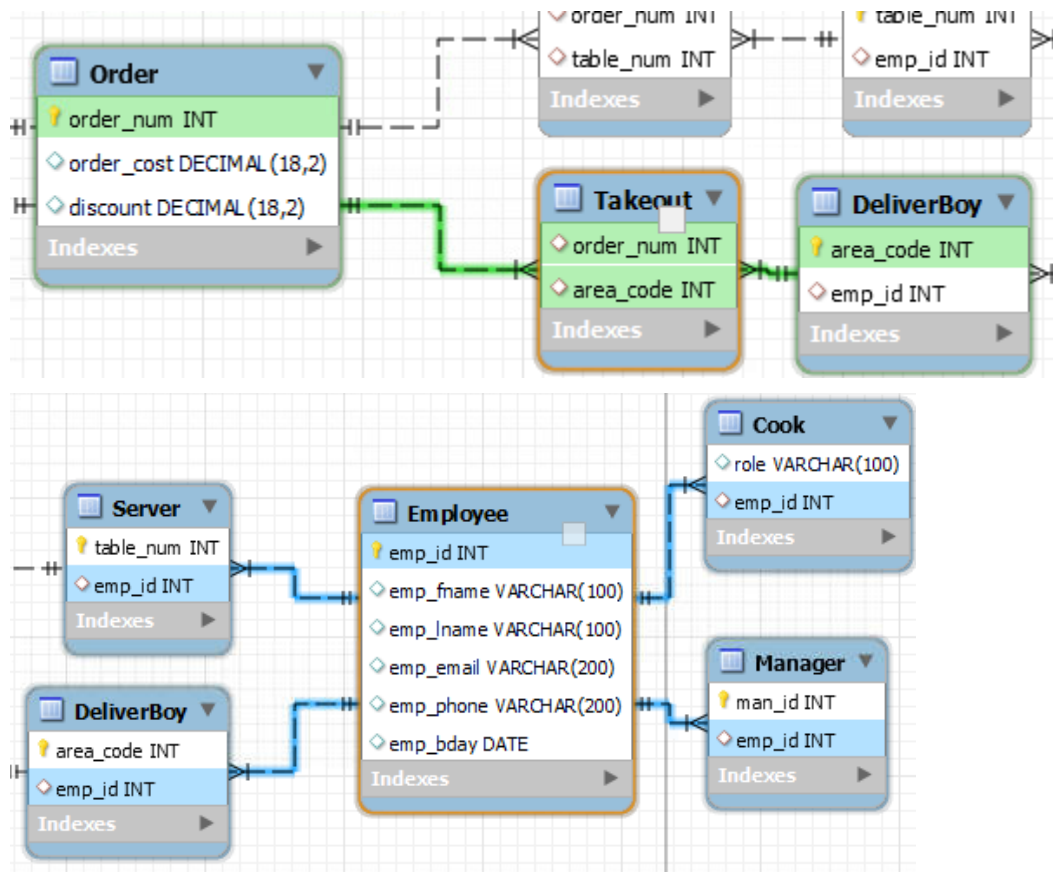 order_num INT
table_num INT
Indexes
table_num INT
emp_id INT
Indexes
Order
order_num INT
order_cost DECIMAL(18,2)
discount DECIMAL(18,2)
Indexes
Takeout
order_num INT
area_code INT
Indexes
DeliverBoy
area_code INT
emp_id INT
Indexes
Server
table_num INT
emp_id INT
Indexes
DeliverBoy
area_code INT
emp_id INT
Indexes
Employee
emp_id INT
emp_fname VARCHAR(100)
emp_lname VARCHAR(100)
emp_email VARCHAR(200)
emp_phone VARCHAR(200)
emp_bday DATE
Indexes
Cook
role VARCHAR(100)
emp_id INT
Indexes
Manager
man_id INT
emp_id INT
Indexes